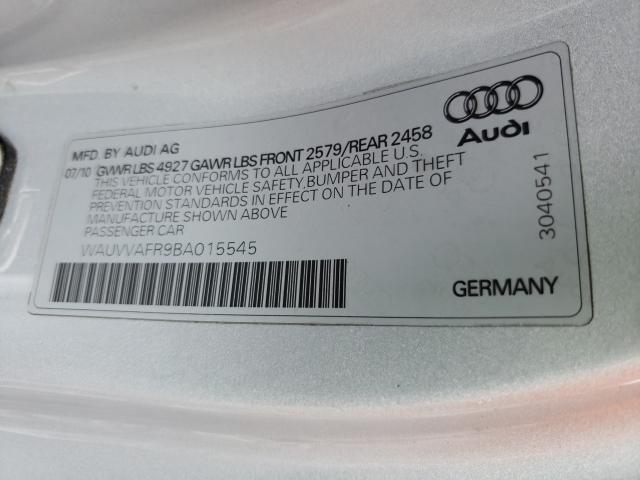 MFD. BY AUDI AG
07/10 GVWR LBS 4927 GAWR LBS FRONT 2579/REAR 2458
THIS VEHICLE CONFORMS TO ALL APPLICABLE U.S.
FEDERAL MOTOR VEHICLE SAFETY,BUMPER AND THEFT
PREVENTION STANDARDS IN EFFECT ON THE DATE OF
MANUFACTURE SHOWN ABOVE
PASSENGER CAR
WAUVVAFR9BA015545
Audi
3040541
GERMANY